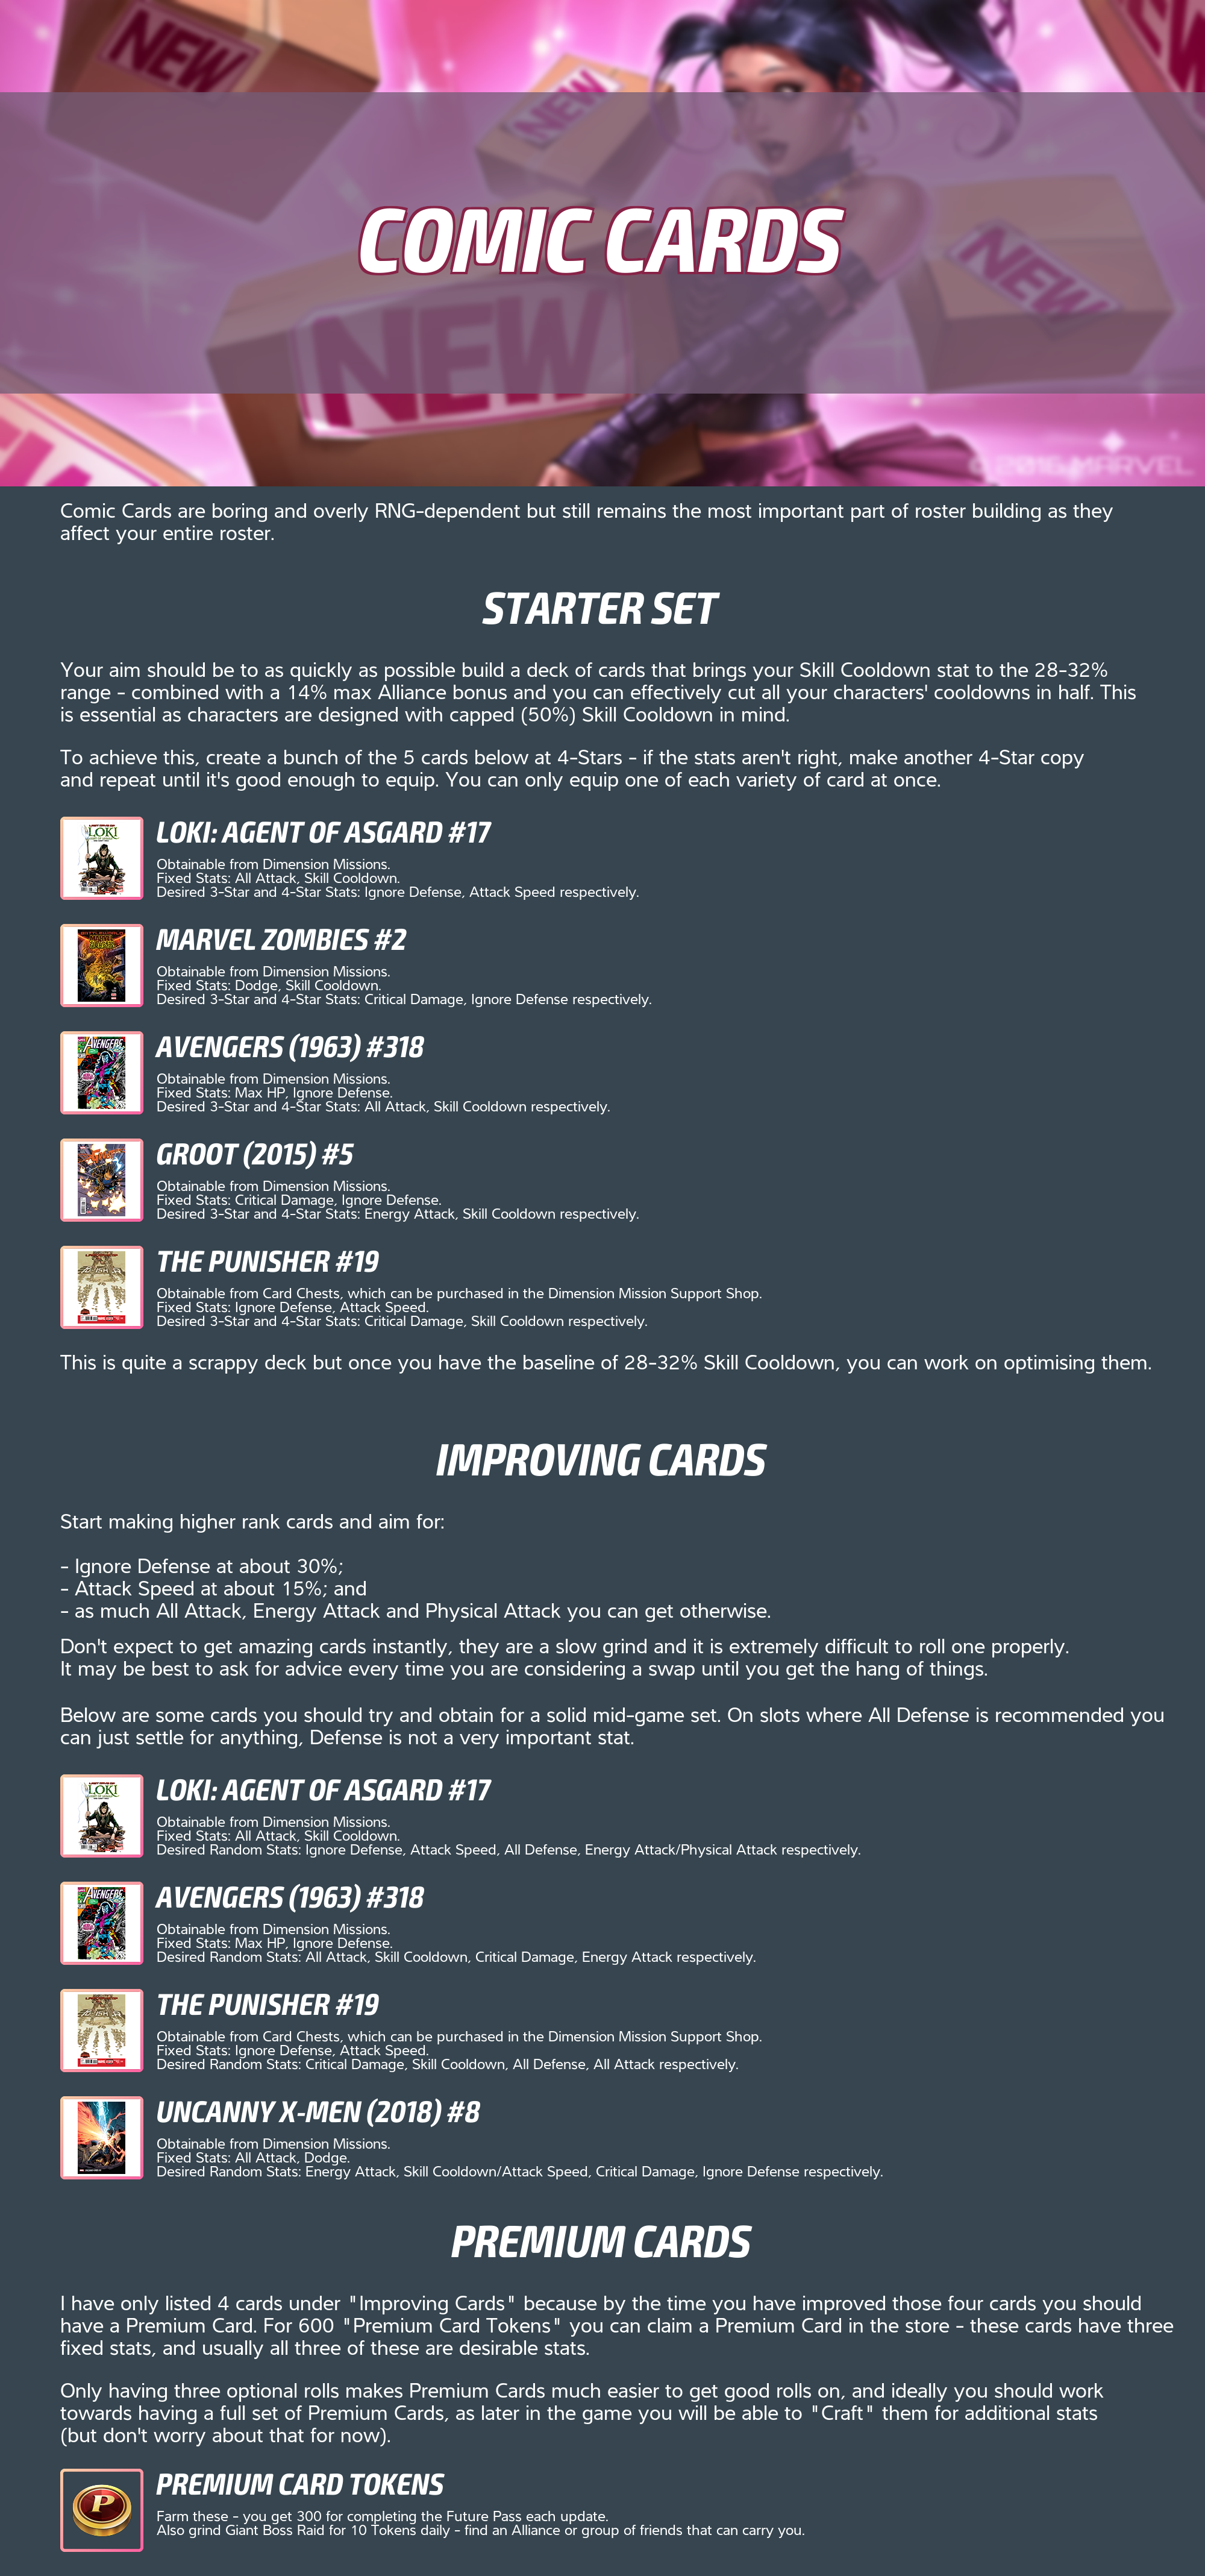 NEW
NEW
NEW
COMIC CARDS
NEW
NEW
© 2016 MARVEL
Comic Cards are boring and overly RNG-dependent but still remains the most important part of roster building as they
affect your entire roster.
STARTER SET
Your aim should be to as quickly as possible build a deck of cards that brings your Skill Cooldown stat to the 28-32%
range - combined with a 14% max Alliance bonus and you can effectively cut all your characters' cooldowns in half. This
is essential as characters are designed with capped (50%) Skill Cooldown in mind.
To achieve this, create a bunch of the 5 cards below at 4-Stars - if the stats aren't right, make another 4-Star copy
and repeat until it's good enough to equip. You can only equip one of each variety of card at once.
LOKI
LOKI: AGENT OF ASGARD #17
Obtainable from Dimension Missions.
Fixed Stats: All Attack, Skill Cooldown.
Desired 3-Star and 4-Star Stats: Ignore Defense, Attack Speed respectively.
MARVEL ZOMBIES #2
Obtainable from Dimension Missions.
Fixed Stats: Dodge, Skill Cooldown.
Desired 3-Star and 4-Star Stats: Critical Damage, Ignore Defense respectively.
AVENGERS
AVENGERS (1963) #318
Obtainable from Dimension Missions.
Fixed Stats: Max HP, Ignore Defense.
Desired 3-Star and 4-Star Stats: All Attack, Skill Cooldown respectively.
GROOT (2015) #5
Obtainable from Dimension Missions.
Fixed Stats: Critical Damage, Ignore Defense.
Desired 3-Star and 4-Star Stats: Energy Attack, Skill Cooldown respectively.
THE PUNISHER #19
Obtainable from Card Chests, which can be purchased in the Dimension Mission Support Shop.
Fixed Stats: Ignore Defense, Attack Speed.
Desired 3-Star and 4-Star Stats: Critical Damage, Skill Cooldown respectively.
This is quite a scrappy deck but once you have the baseline of 28-32% Skill Cooldown, you can work on optimising them.
IMPROVING CARDS
Start making higher rank cards and aim for:
- Ignore Defense at about 30%;
- Attack Speed at about 15%; and
- as much All Attack, Energy Attack and Physical Attack you can get otherwise.
Don't expect to get amazing cards instantly, they are a slow grind and it is extremely difficult to roll one properly.
It may be best to ask for advice every time you are considering a swap until you get the hang of things.
Below are some cards you should try and obtain for a solid mid-game set. On slots where All Defense is recommended you
can just settle for anything, Defense is not a very important stat.
LOKI
LOKI: AGENT OF ASGARD #17
Obtainable from Dimension Missions.
Fixed Stats: All Attack, Skill Cooldown.
Desired Random Stats: Ignore Defense, Attack Speed, All Defense, Energy Attack/Physical Attack respectively.
AVENGERS
AVENGERS (1963) #318
Obtainable from Dimension Missions.
Fixed Stats: Max HP, Ignore Defense.
Desired Random Stats: All Attack, Skill Cooldown, Critical Damage, Energy Attack respectively.
THE PUNISHER #19
Obtainable from Card Chests, which can be purchased in the Dimension Mission Support Shop.
Fixed Stats: Ignore Defense, Attack Speed.
Desired Random Stats: Critical Damage, Skill Cooldown, All Defense, All Attack respectively.
UNCANNY X-MEN (2018) #8
Obtainable from Dimension Missions.
Fixed Stats: All Attack, Dodge.
Desired Random Stats: Energy Attack, Skill Cooldown/Attack Speed, Critical Damage, Ignore Defense respectively.
PREMIUM CARDS
I have only listed 4 cards under "Improving Cards" because by the time you have improved those four cards you should
have a Premium Card. For 600 "Premium Card Tokens" you can claim a Premium Card in the store - these cards have three
fixed stats, and usually all three of these are desirable stats.
Only having three optional rolls makes Premium Cards much easier to get good rolls on, and ideally you should work
towards having a full set of Premium Cards, as later in the game you will be able to "Craft" them for additional stats
(but don't worry about that for now).
P
PREMIUM CARD TOKENS
Farm these - you get 300 for completing the Future Pass each update.
Also grind Giant Boss Raid for 10 Tokens daily - find an Alliance or group of friends that can carry you.